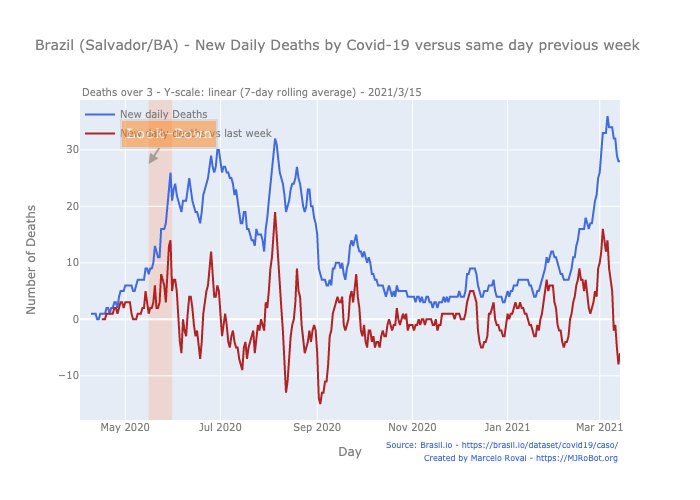 Brazil (Salvador/BA) - New Daily Deaths by Covid-19 versus same day previous week
Deaths over 3 - Y-scale: linear (7-day rolling average) - 2021/3/15
New daily Deaths
New daily deaths vs last week
30
20
10
0
−10
Number of Deaths
May 2020
Jul 2020
Sep 2020
Nov 2020
Jan 2021
Mar 2021
Day
Source: Brasil.io - https://brasil.io/dataset/covid19/caso/
Created by Marcelo Rovai - https://MJRoBot.org